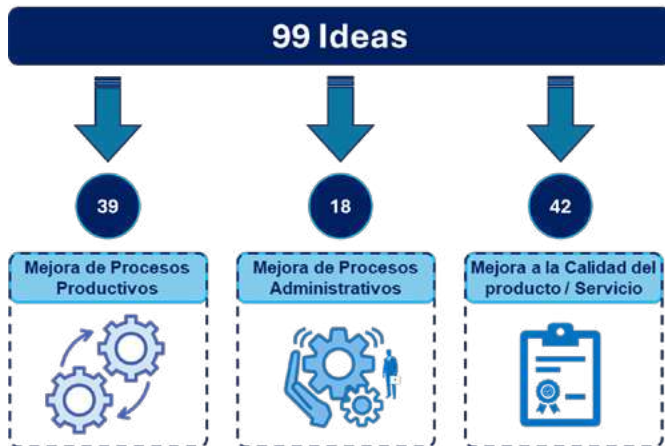 99 Ideas
39
18
42
Mejora de Procesos
Productivos
Mejora de Procesos
Administrativos
Mejora a la Calidad del
producto / Servicio